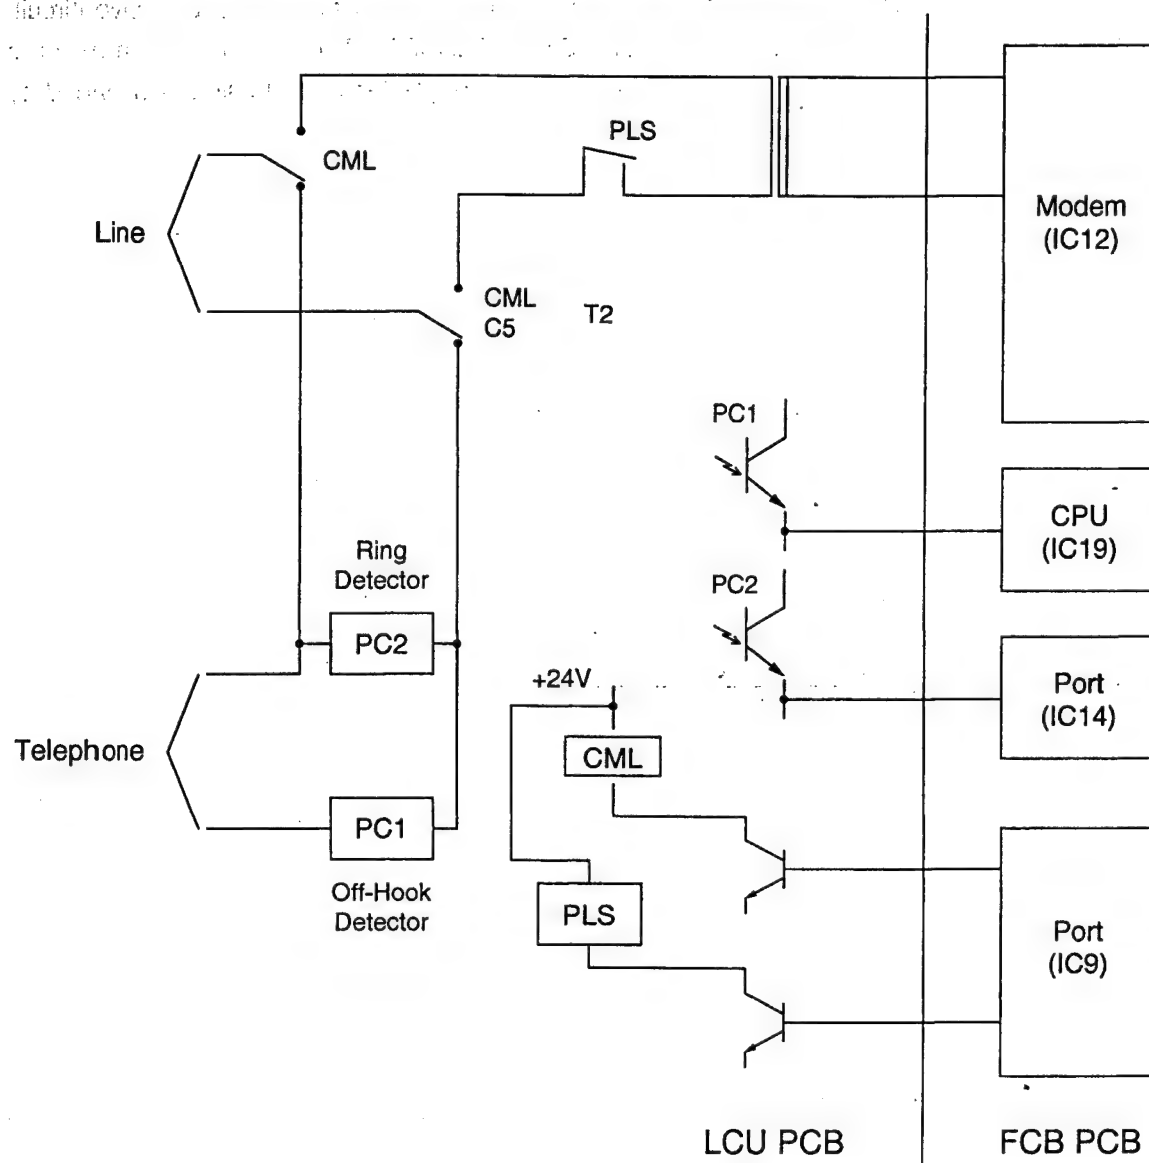 PLS
CML
Modem
(IC12)
Line
CML
C5
T2
PC1
CPU
(IC19)
Ring
Detector
PC2
PC2
+24V
Port
(IC14)
Telephone
CML
PC1
Off-Hook
Detector
PLS
Port
(IC9)
LCU PCB
FCB PCB